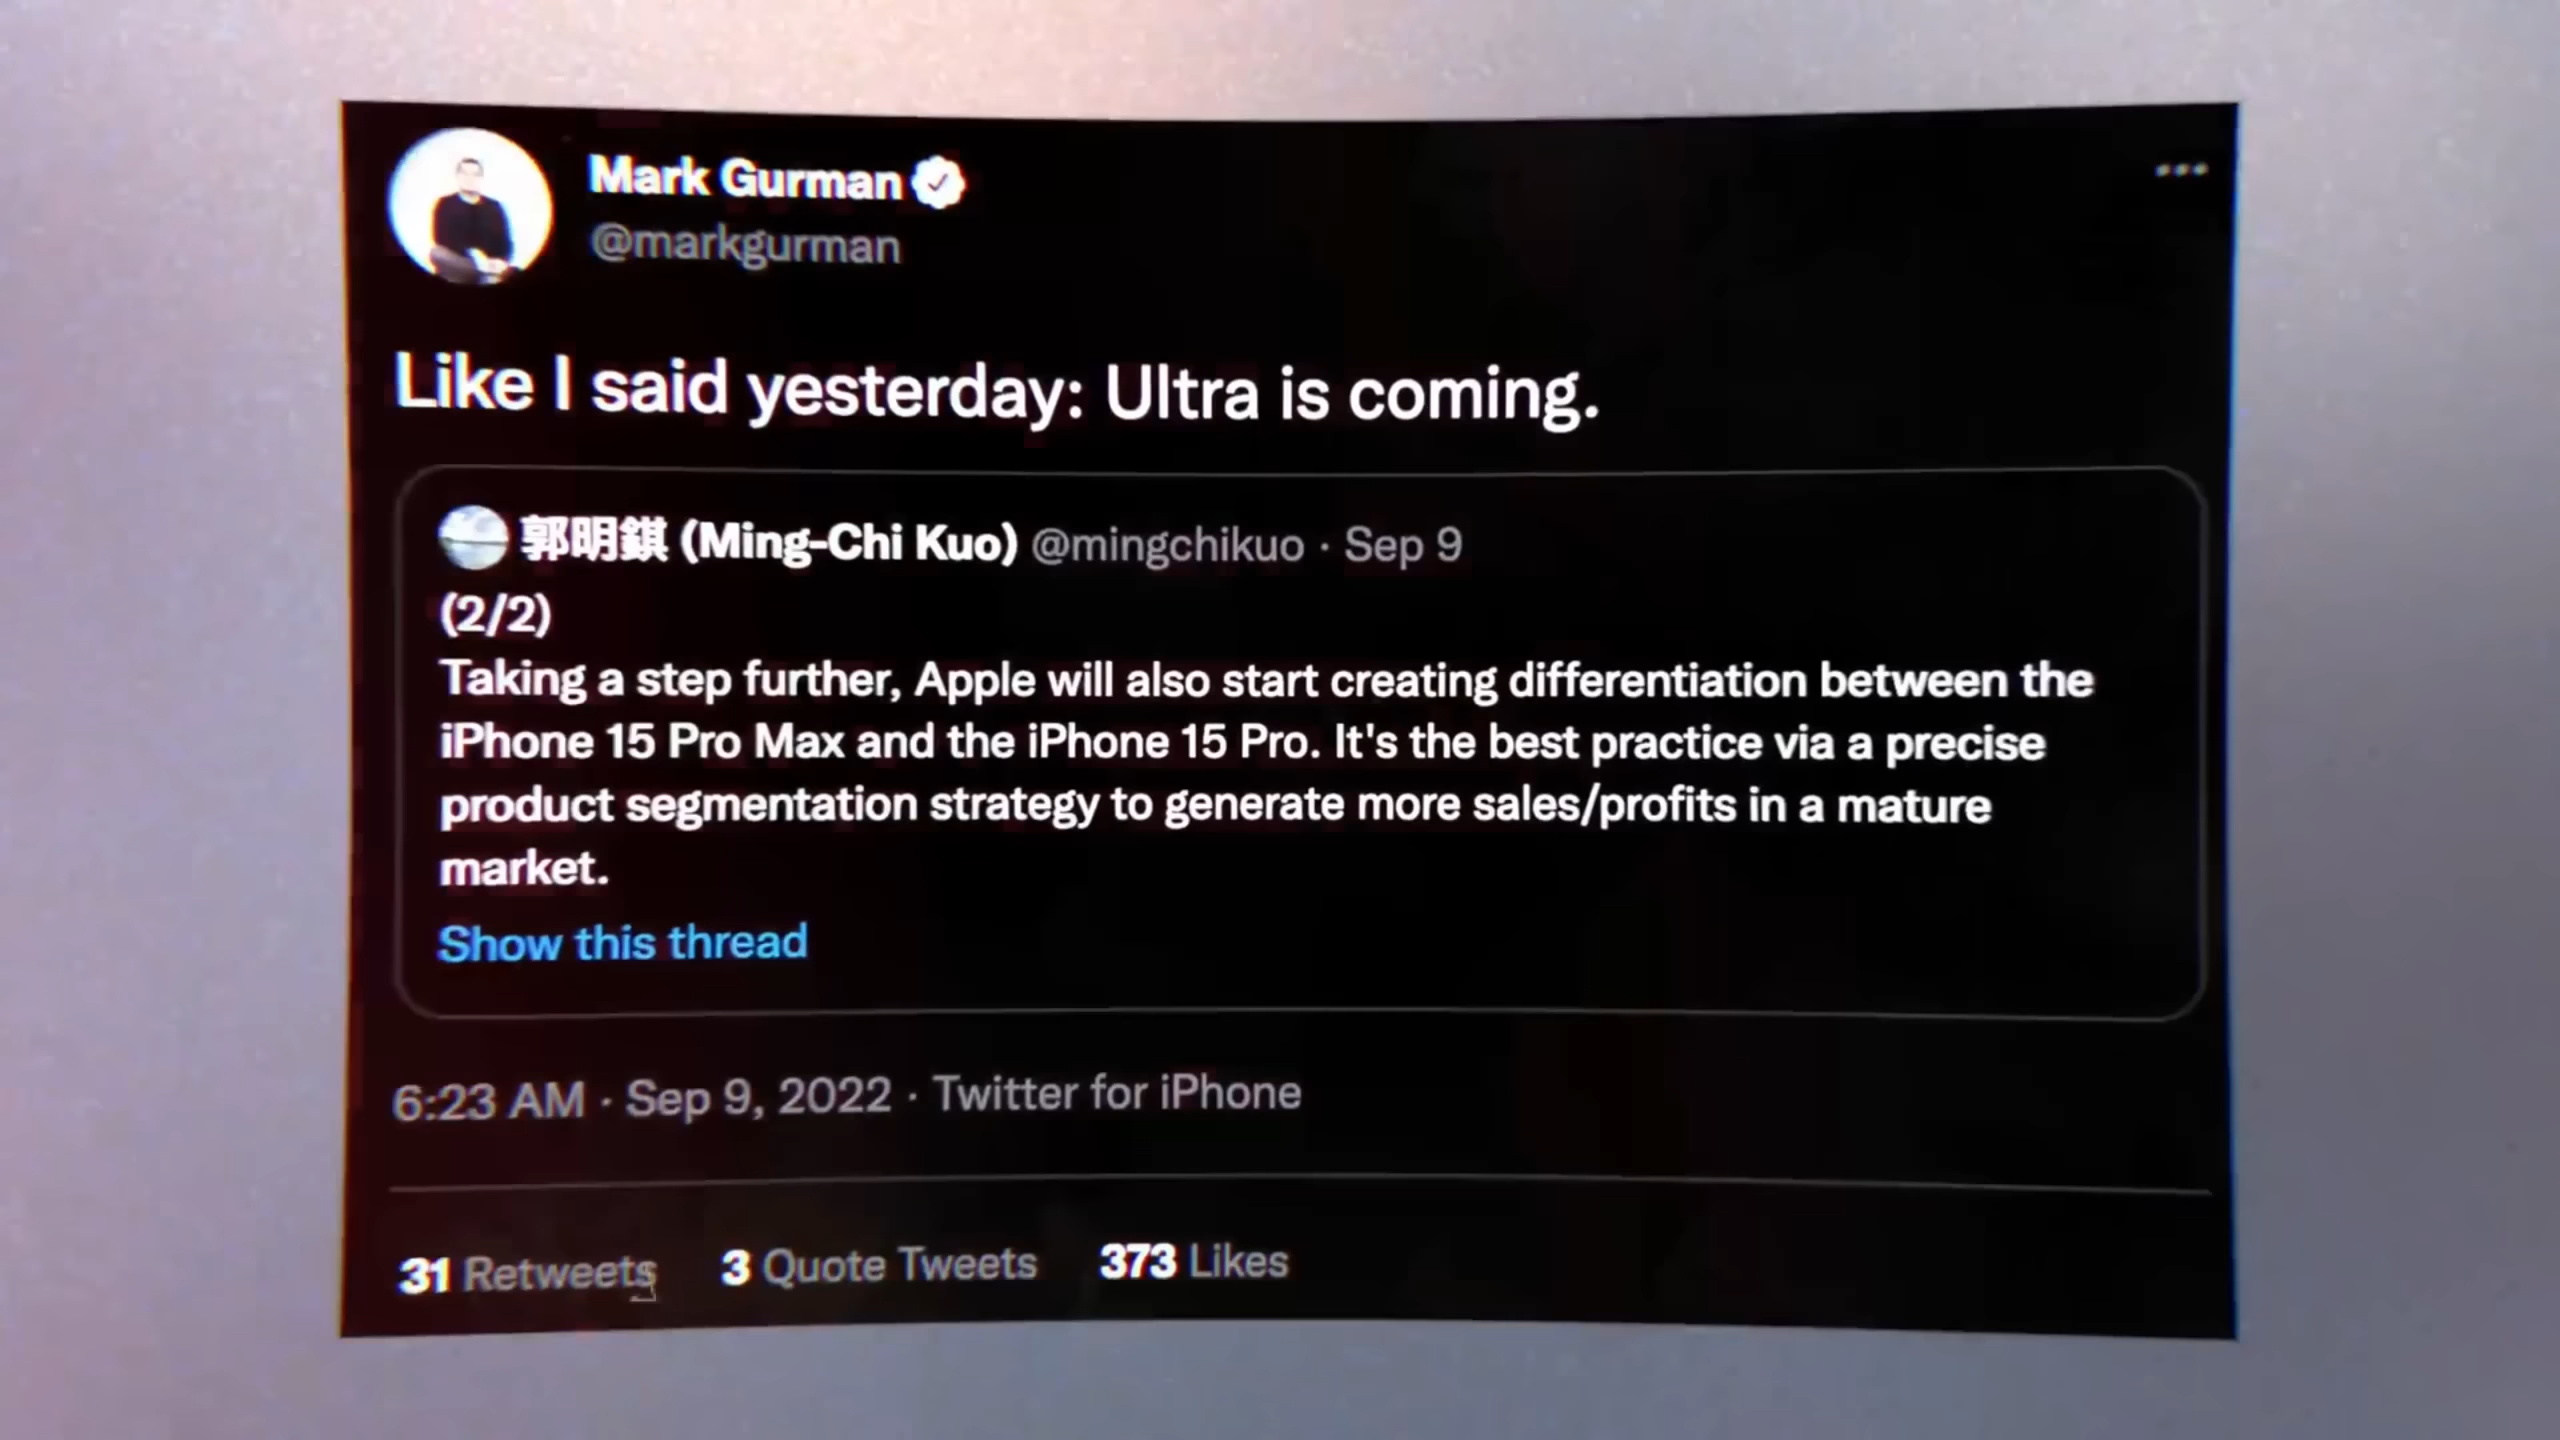 Mark Gurman
@markgurman
Like I said yesterday: Ultra is coming.
郭明錤 (Ming-Chi Kuo) @mingchikuo · Sep 9
(2/2)
Taking a step further, Apple will also start creating differentiation between the
iPhone 15 Pro Max and the iPhone 15 Pro. It's the best practice via a precise
product segmentation strategy to generate more sales/profits in a mature
market.
Show this thread
6:23 AM · Sep 9, 2022 · Twitter for iPhone
31 Retweets 3 Quote Tweets 373 Likes